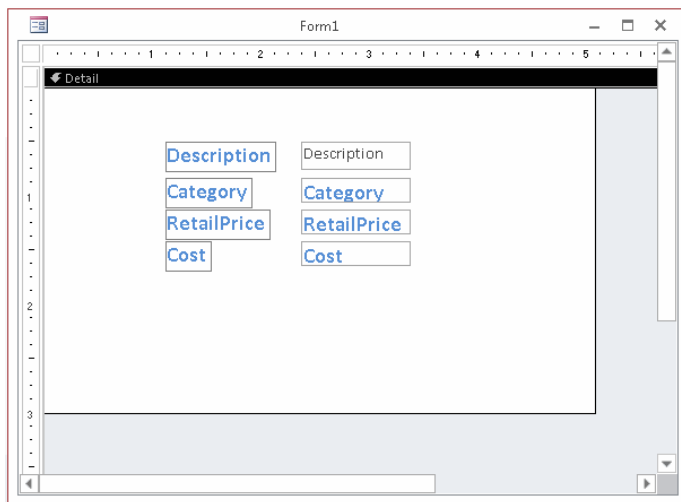 Form1
1 2 3 4 5
Detail
Description Description
1
Category Category
RetailPrice RetailPrice
Cost Cost
2
3